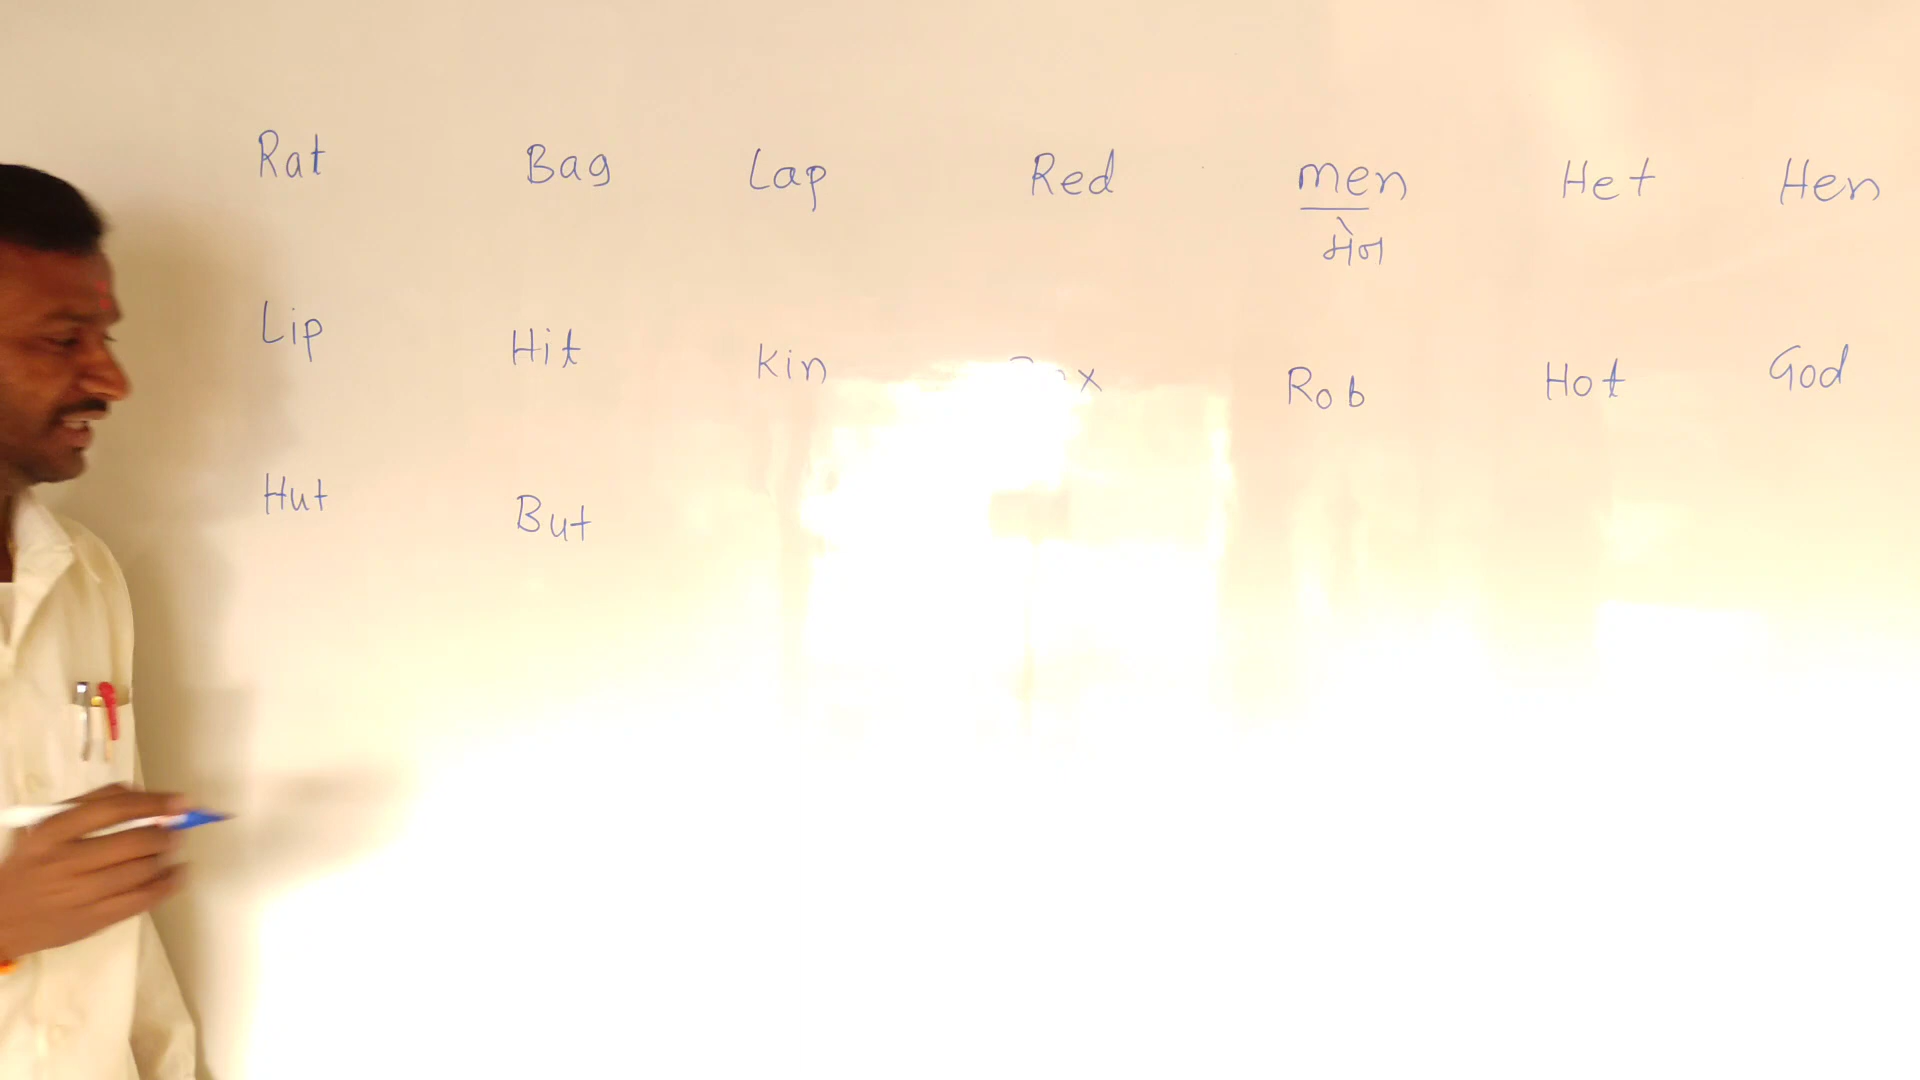 Rat Bag Lap Red men Het Hen
મેન
Lip Hit Kin Rob Hot God
Hut But